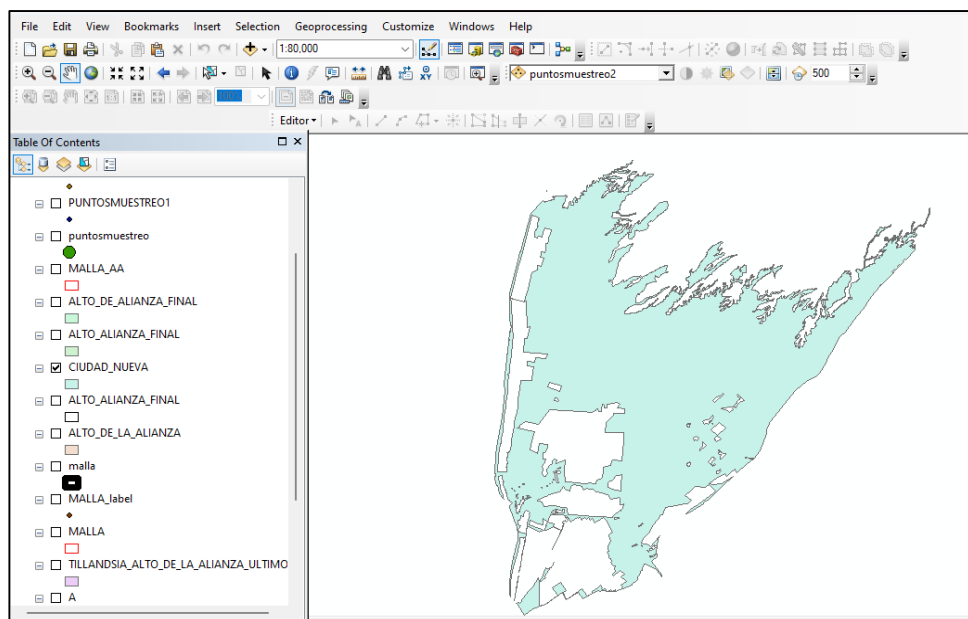 File Edit View Bookmarks Insert Selection Geoprocessing Customize Windows Help
1:80,000
puntosmuestreo2 500
Editor
Table Of Contents
PUNTOSMUESTREO1
puntosmuestreo
MALLA_AA
ALTO_DE_ALIANZA_FINAL
ALTO_ALIANZA_FINAL
CIUDAD_NUEVA
ALTO_ALIANZA_FINAL
ALTO_DE_LA_ALIANZA
malla
MALLA_label
MALLA
TILLANDSIA_ALTO_DE_LA_ALIANZA_ULTIMO
A